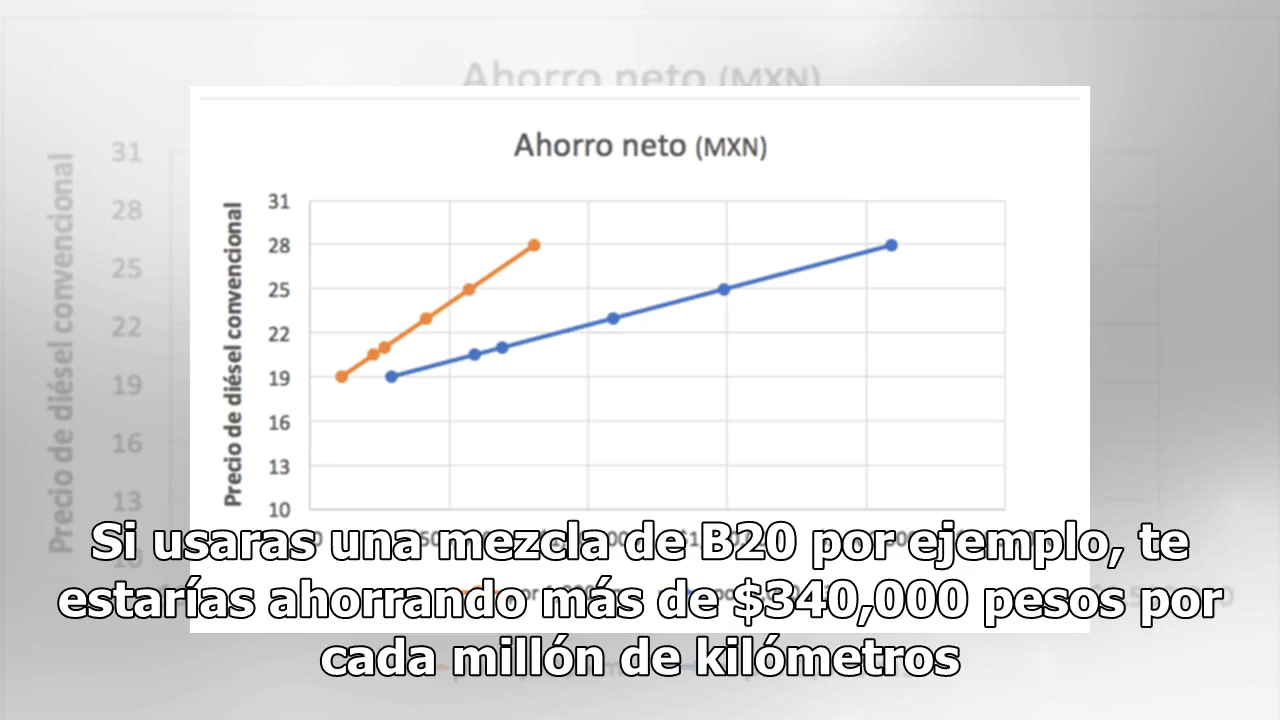 Ahorro neto (MXN)
Ahorro neto (MXN)
Precio de diésel convencional
31
28
25
22
19
16
13
10
Precio de diésel convencional
31
28
25
22
19
16
13
10
Si usaras una mezcla de B20 por ejemplo, te
estarías ahorrando más de $340,000 pesos por
cada millón de kilómetros